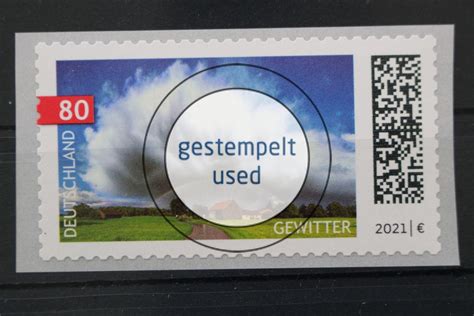 80
DEUTSCHLAND
gestempelt
used
GEWITTER
2021 | €